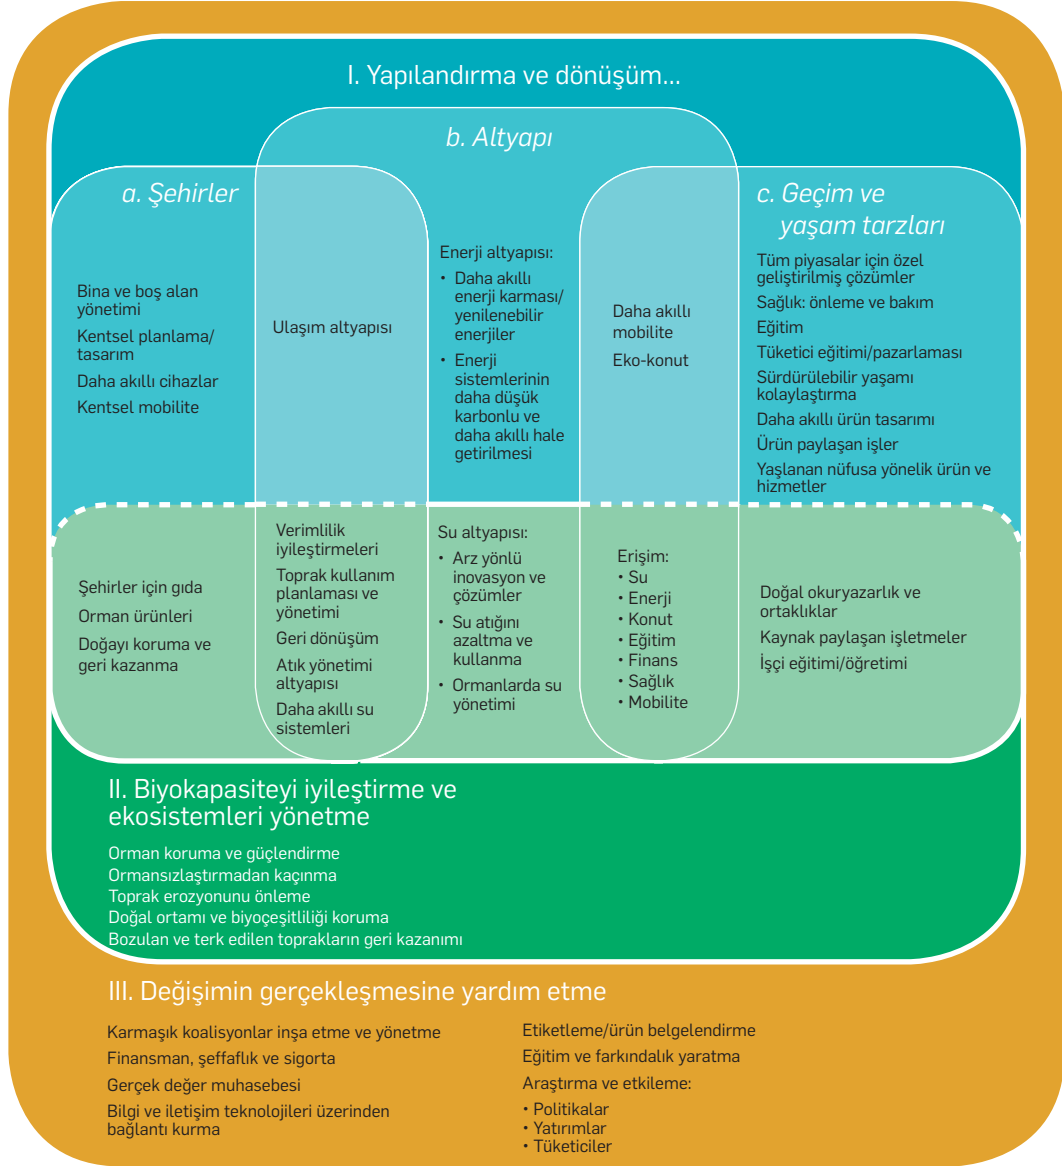 I. Yapılandırma ve dönüşüm...
b. Altyapı
a. Şehirler
c. Geçim ve
yaşam tarzları
Bina ve boş alan
yönetimi
Kentsel planlama/
tasarım
Daha akıllı cihazlar
Kentsel mobilite
Ulaşım altyapısı
Enerji altyapısı:
• Daha akıllı
enerji karması/
yenilenebilir
enerjiler
• Enerji
sistemlerinin
daha düşük
karbonlu ve
daha akıllı hale
getirilmesi
Daha akıllı
mobilite
Eko-konut
Tüm piyasalar için özel
geliştirilmiş çözümler
Sağlık: önleme ve bakım
Eğitim
Tüketici eğitimi/pazarlaması
Sürdürülebilir yaşamı
kolaylaştırma
Daha akıllı ürün tasarımı
Ürün paylaşan işler
Yaşlanan nüfusa yönelik ürün ve
hizmetler
Şehirler için gıda
Orman ürünleri
Doğayı koruma ve
geri kazanma
Verimlilik
iyileştirmeleri
Toprak kullanım
planlaması ve
yönetimi
Geri dönüşüm
Atık yönetimi
altyapısı
Daha akıllı su
sistemleri
Su altyapısı:
• Arz yönlü
inovasyon ve
çözümler
• Su atığını
azaltma ve
kullanma
• Ormanlarda su
yönetimi
Erişim:
• Su
• Enerji
• Konut
• Eğitim
• Finans
• Sağlık
• Mobilite
Doğal okuryazarlık ve
ortaklıklar
Kaynak paylaşan işletmeler
İşçi eğitimi/öğretimi
II. Biyokapasiteyi iyileştirme ve
ekosistemleri yönetme
Orman koruma ve güçlendirme
Ormansızlaştırmadan kaçınma
Toprak erozyonunu önleme
Doğal ortamı ve biyoçeşitliliği koruma
Bozulan ve terk edilen toprakların geri kazanımı
III. Değişimin gerçekleşmesine yardım etme
Karmaşık koalisyonlar inşa etme ve yönetme
Finansman, şeffaflık ve sigorta
Gerçek değer muhasebesi
Bilgi ve iletişim teknolojileri üzerinden
bağlantı kurma
Etiketleme/ürün belgelendirme
Eğitim ve farkındalık yaratma
Araştırma ve etkileme:
• Politikalar
• Yatırımlar
• Tüketiciler